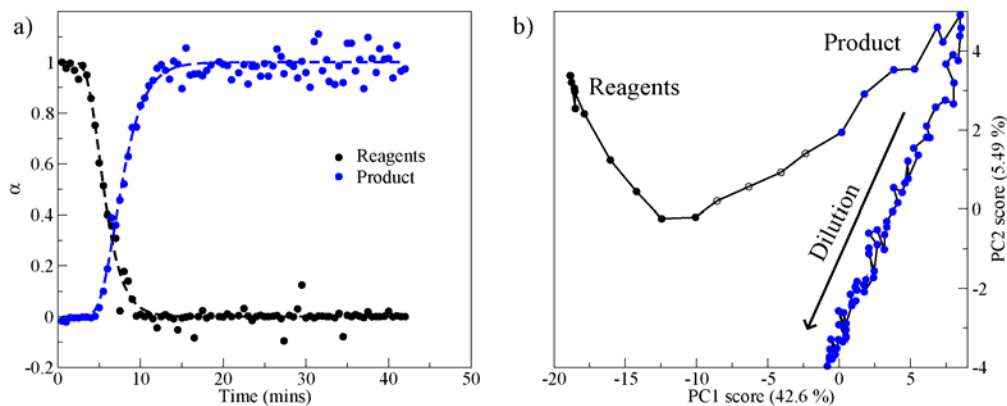 a)
α
1
0.8
0.6
0.4
0.2
0
-0.2
0
10
20
30
40
50
Time (mins)
Reagents
Product
b)
Product
Reagents
Dilution
4
2
0
-2
-4
PC2 score (5.49 %)
-20
-15
-10
-5
0
5
PC1 score (42.6 %)